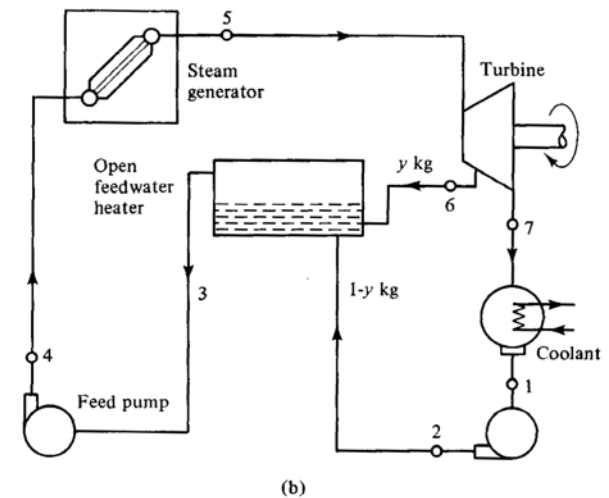 5
Steam
generator
Turbine
Open
feedwater
heater
y kg
6
7
3
1-y kg
4
Coolant
1
Feed pump
2
(b)